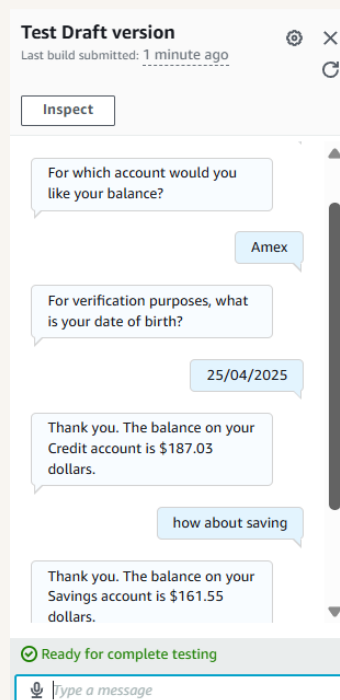 Test Draft version
Last build submitted: 1 minute ago
Inspect
For which account would you
like your balance?
Amex
For verification purposes, what
is your date of birth?
25/04/2025
Thank you. The balance on your
Credit account is $187.03
dollars.
how about saving
Thank you. The balance on your
Savings account is $161.55
dollars.
Ready for complete testing
Type a message